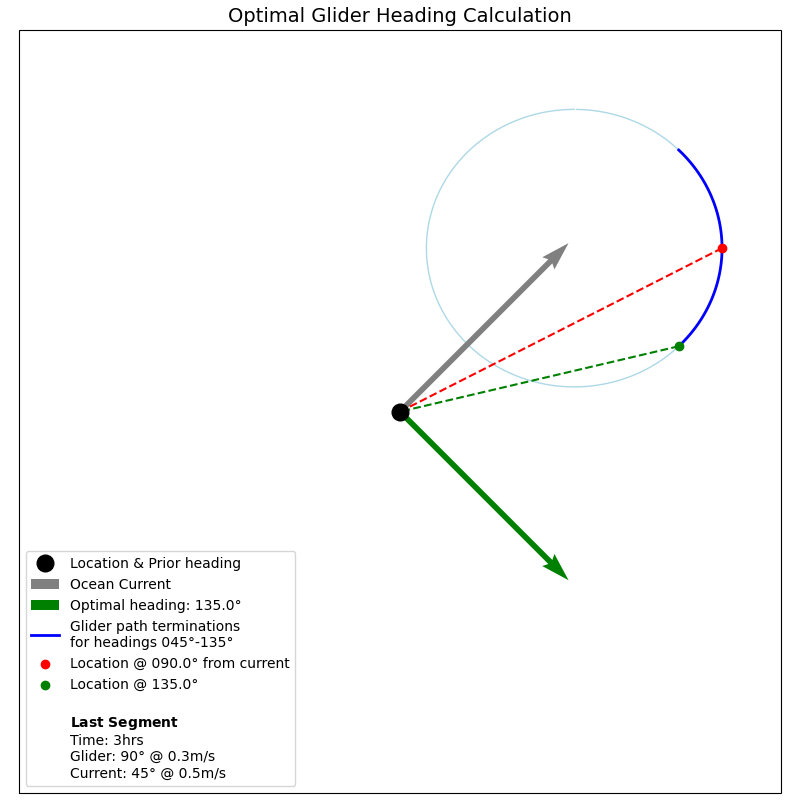 Optimal Glider Heading Calculation
Location & Prior heading
Ocean Current
Optimal heading: 135.0°
Glider path terminations
for headings 045°-135°
Location @ 090.0° from current
Location @ 135.0°
Last Segment
Time: 3hrs
Glider: 90° @ 0.3m/s
Current: 45° @ 0.5m/s